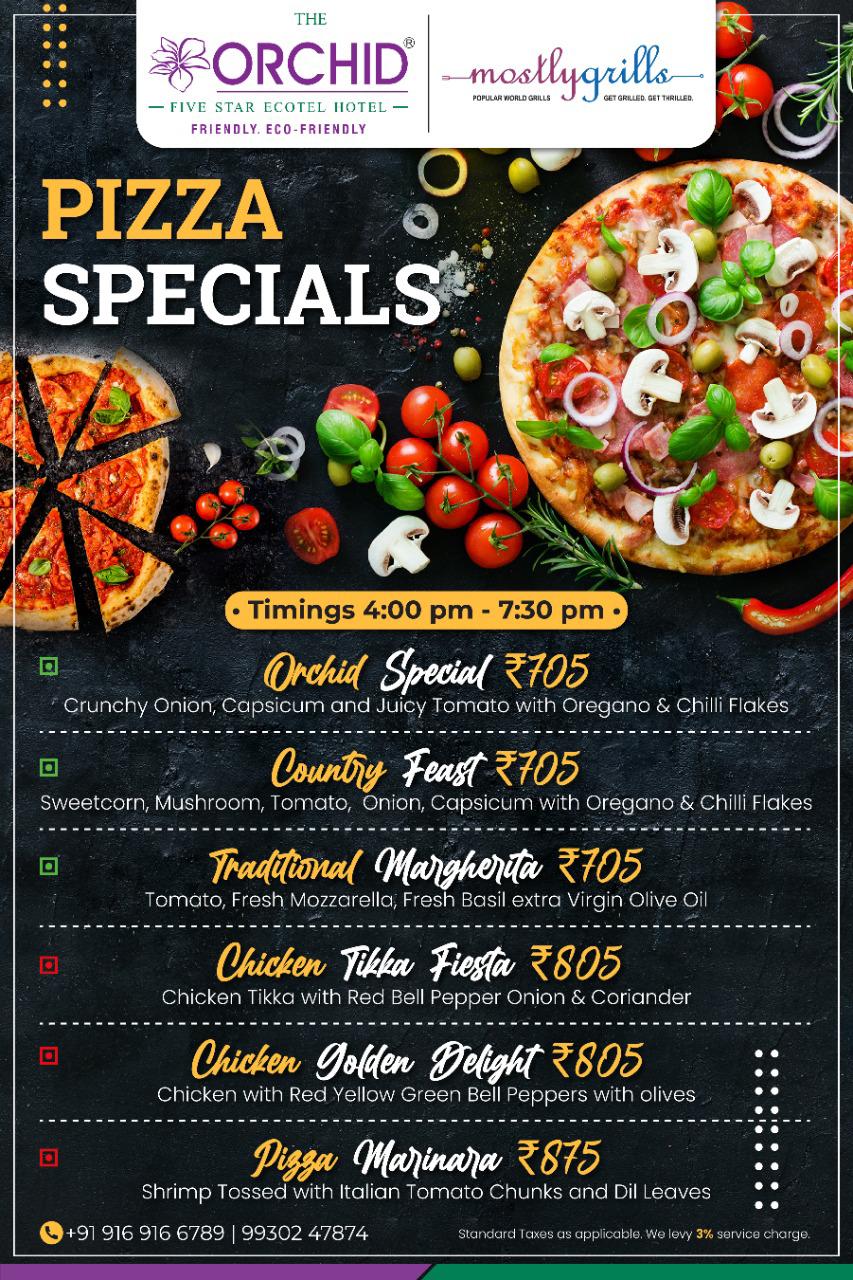 THE
ORCHID®
FIVE STAR ECOTEL HOTEL
FRIENDLY. ECO-FRIENDLY
mostlygrills
POPULAR WORLD GRILLS GET GRILLED. GET THRILLED.
PIZZA
SPECIALS
• Timings 4:00 pm - 7:30 pm •
Orchid Special ₹705
Crunchy Onion, Capsicum and Juicy Tomato with Oregano & Chilli Flakes
Country Feast ₹705
Sweetcorn, Mushroom, Tomato, Onion, Capsicum with Oregano & Chilli Flakes
Traditional Margherita ₹705
Tomato, Fresh Mozzarella, Fresh Basil extra Virgin Olive Oil
Chicken Tikka Fiesta ₹805
Chicken Tikka with Red Bell Pepper Onion & Coriander
Chicken Golden Delight ₹805
Chicken with Red Yellow Green Bell Peppers with olives
Pizza Marinara ₹875
Shrimp Tossed with Italian Tomato Chunks and Dil Leaves
+91 916 916 6789 | 99302 47874
Standard Taxes as applicable. We levy 3% service charge.